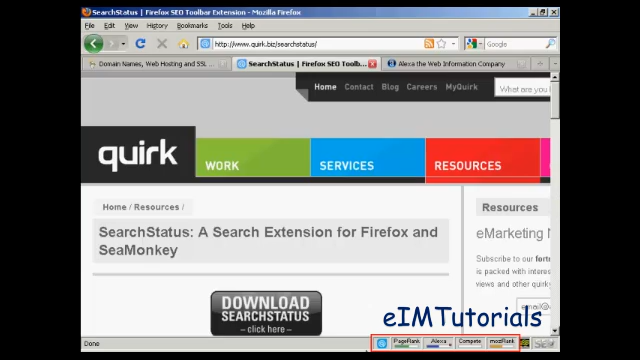 SearchStatus | Firefox SEO Toolbar Extension - Mozilla Firefox
File Edit View History Bookmarks Tools Help
http://www.quirk.biz/searchstatus/
Google
Domain Names, Web Hosting and SSL ...
SearchStatus | Firefox SEO Toolb...
Alexa the Web Information Company
Home Contact Blog Careers MyQuirk
What are you l
quirk
WORK
SERVICES
RESOURCES
Home / Resources /
SearchStatus: A Search Extension for Firefox and
SeaMonkey
DOWNLOAD
SEARCHSTATUS
– click here –
Resources
eMarketing N
Subscribe to our fortn
is packed with interes
views and other quirky
email@
eIMTutorials
Done
PageRank
Alexa
Compete
mozRank